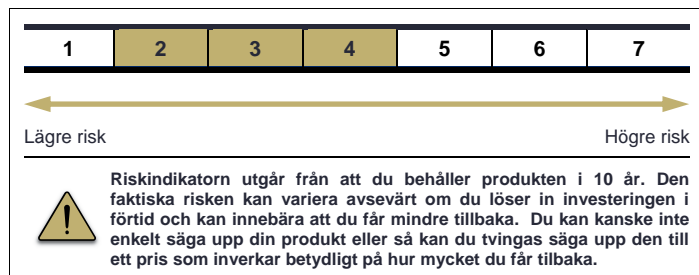 1 2 3 4 5 6 7
Lägre risk Högre risk
Riskindikatorn utgår från att du behåller produkten i 10 år. Den
faktiska risken kan variera avsevärt om du löser in investeringen i
förtid och kan innebära att du får mindre tillbaka. Du kan kanske inte
enkelt säga upp din produkt eller så kan du tvingas säga upp den till
ett pris som inverkar betydligt på hur mycket du får tilbaka.